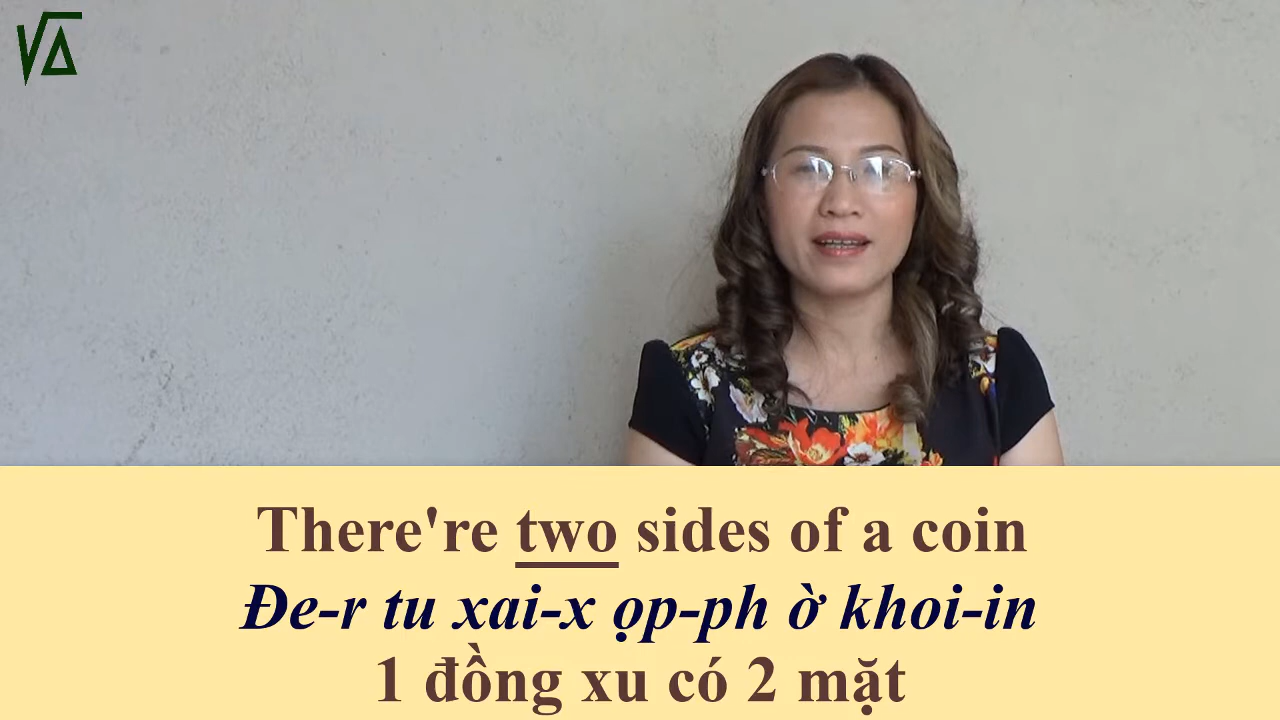 There're two sides of a coin
Đe-r tu xai-x ọp-ph ờ khoi-in
1 đồng xu có 2 mặt